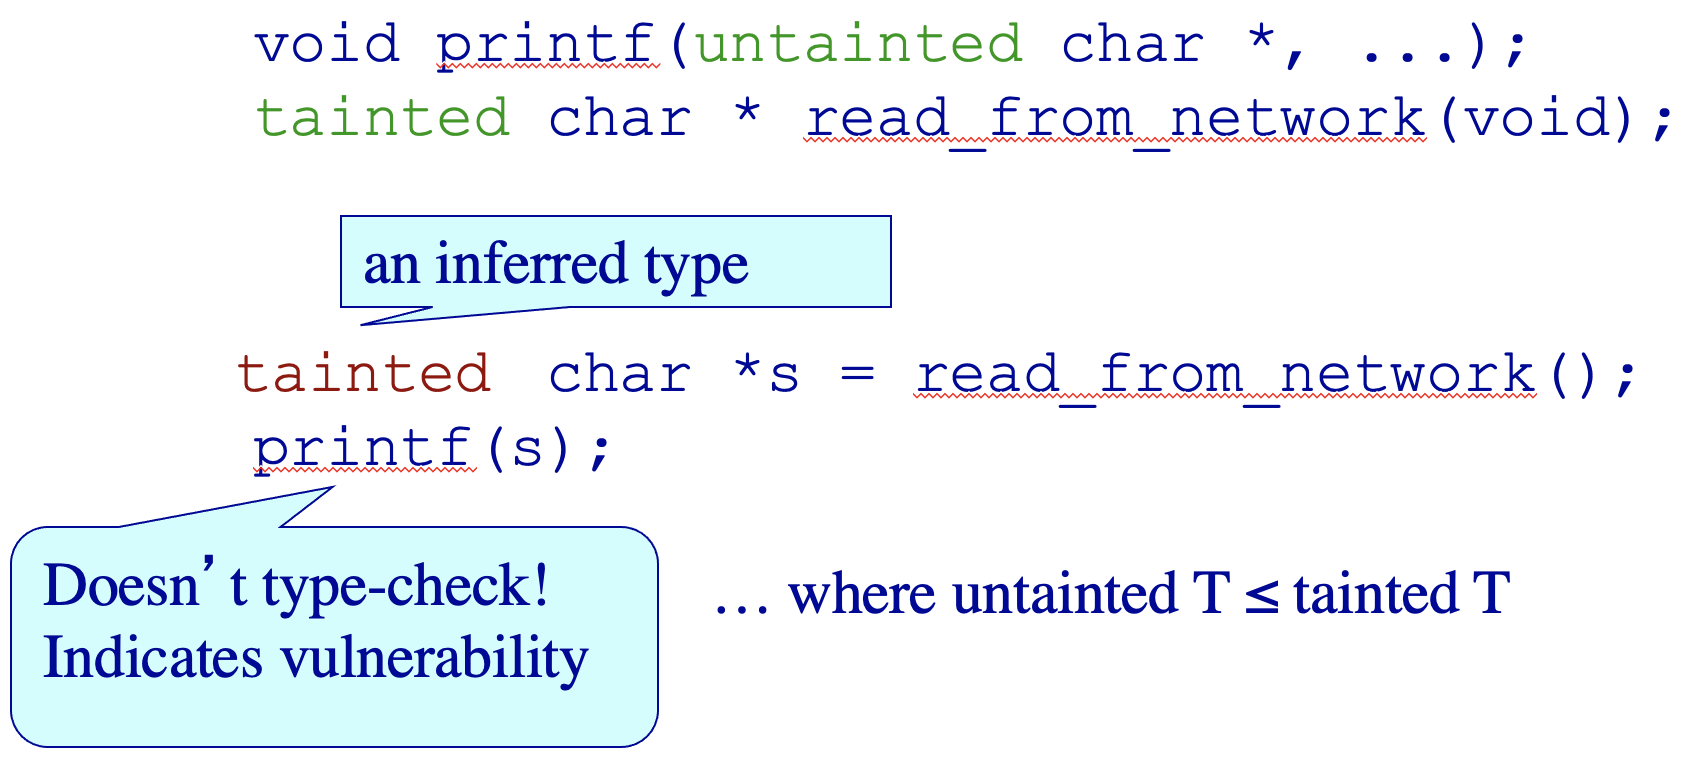 void printf(untainted char *, ...);
tainted char * read_from_network(void);
an inferred type
tainted char *s = read_from_network();
printf(s);
Doesn’t type-check!
Indicates vulnerability
… where untainted T ≤ tainted T